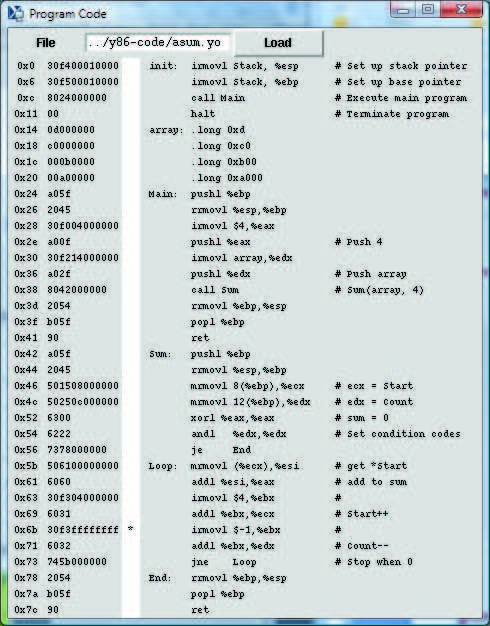 Program Code
File ../y86-code/asum.yo Load
0x0 30f400010000 init: irmovl Stack, %esp # Set up stack pointer
0x6 30f500010000 irmovl Stack, %ebp # Set up base pointer
0xc 8024000000 call Main # Execute main program
0x11 00 halt # Terminate program
0x14 0d000000 array: .long 0xd
0x18 c0000000 .long 0xc0
0x1c 000b0000 .long 0xb00
0x20 00a00000 .long 0xa000
0x24 a05f Main: pushl %ebp
0x26 2045 rrmovl %esp,%ebp
0x28 30f004000000 irmovl $4,%eax
0x2e a00f pushl %eax # Push 4
0x30 30f214000000 irmovl array,%edx
0x36 a02f pushl %edx # Push array
0x38 8042000000 call Sum # Sum(array, 4)
0x3d 2054 rrmovl %ebp,%esp
0x3f b05f popl %ebp
0x41 90 ret
0x42 a05f Sum: pushl %ebp
0x44 2045 rrmovl %esp,%ebp
0x46 501508000000 mrmovl 8(%ebp),%ecx # ecx = Start
0x4c 50250c000000 mrmovl 12(%ebp),%edx # edx = Count
0x52 6300 xorl %eax,%eax # sum = 0
0x54 6222 andl %edx,%edx # Set condition codes
0x56 7378000000 je End
0x5b 506100000000 Loop: mrmovl (%ecx),%esi # get *Start
0x61 6060 addl %esi,%eax # add to sum
0x63 30f304000000 irmovl $4,%ebx #
0x69 6031 addl %ebx,%ecx # Start++
0x6b 30f3ffffffff * irmovl $-1,%ebx #
0x71 6032 addl %ebx,%edx # Count--
0x73 745b000000 jne Loop # Stop when 0
0x78 2054 End: rrmovl %ebp,%esp
0x7a b05f popl %ebp
0x7c 90 ret